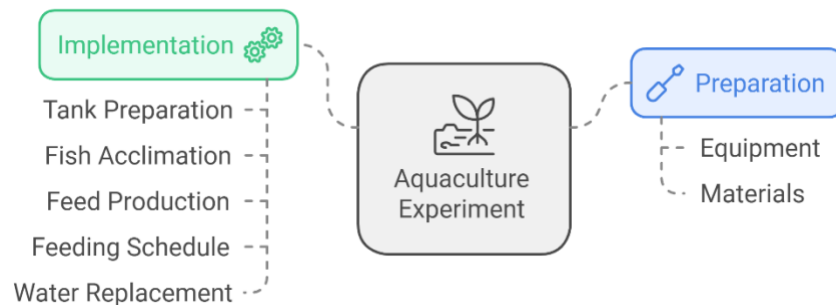 Implementation
Tank Preparation
Fish Acclimation
Feed Production
Feeding Schedule
Water Replacement
Aquaculture
Experiment
Preparation
Equipment
Materials